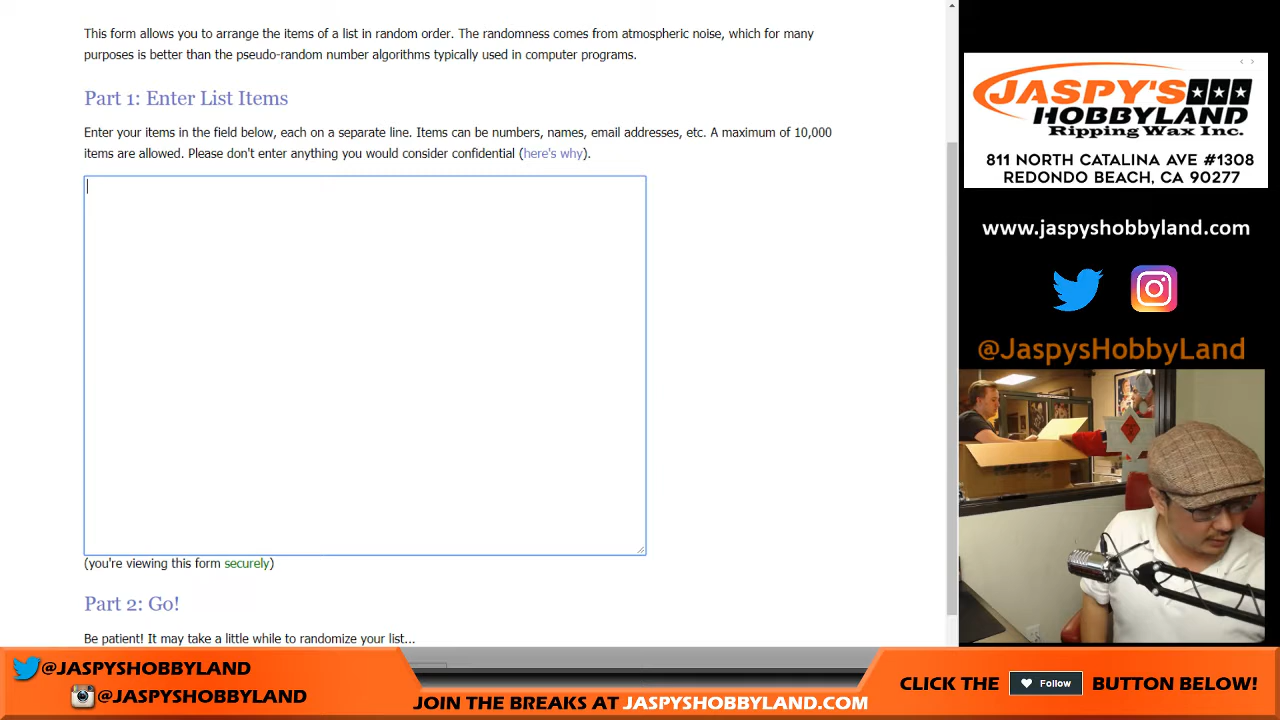 This form allows you to arrange the items of a list in random order. The randomness comes from atmospheric noise, which for many
purposes is better than the pseudo-random number algorithms typically used in computer programs.
Part 1: Enter List Items
Enter your items in the field below, each on a separate line. Items can be numbers, names, email addresses, etc. A maximum of 10,000
items are allowed. Please don't enter anything you would consider confidential (here's why).
(you're viewing this form securely)
Part 2: Go!
Be patient! It may take a little while to randomize your list...
JASPY'S
HOBBYLAND
Ripping Wax Inc.
811 NORTH CATALINA AVE #1308
REDONDO BEACH, CA 90277
www.jaspyshobbyland.com
@JaspysHobbyLand
@JASPYSHOBBYLAND
@JASPYSHOBBYLAND
JOIN THE BREAKS AT JASPYSHOBBYLAND.COM
CLICK THE Follow BUTTON BELOW!